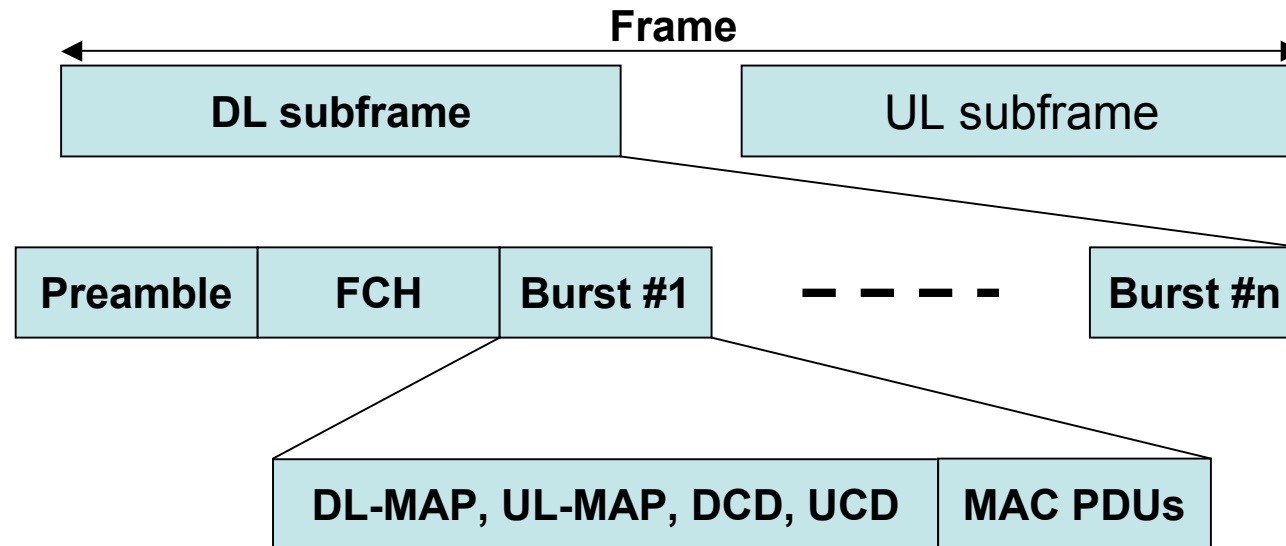 Frame
DL subframe
UL subframe
Preamble
FCH
Burst #1
Burst #n
DL-MAP, UL-MAP, DCD, UCD
MAC PDUs